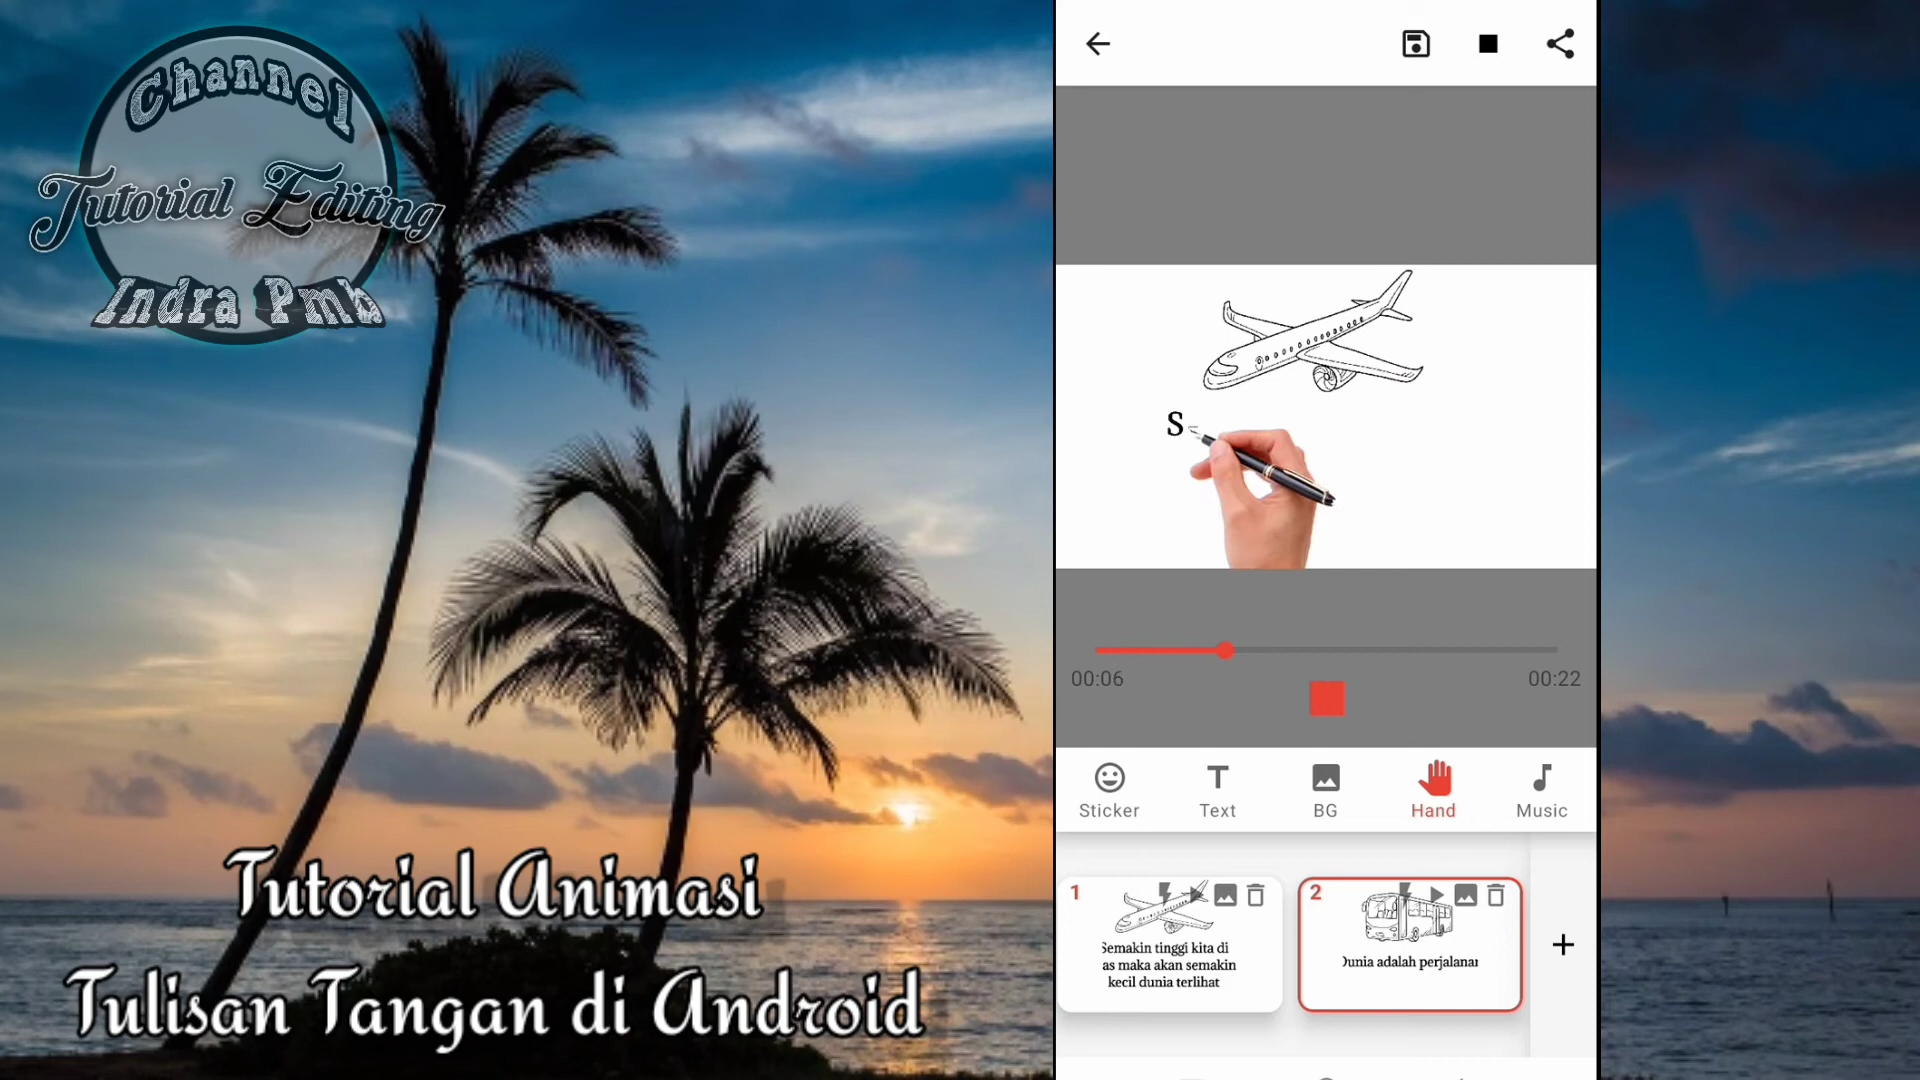 Channel
Tutorial Editing
Indra Pmb
Tutorial Animasi
Tulisan Tangan di Android
S
00:06
00:22
Sticker
Text
BG
Hand
Music
1
Semakin tinggi kita di
as maka akan semakin
kecil dunia terlihat
2
Dunia adalah perjalanan
+